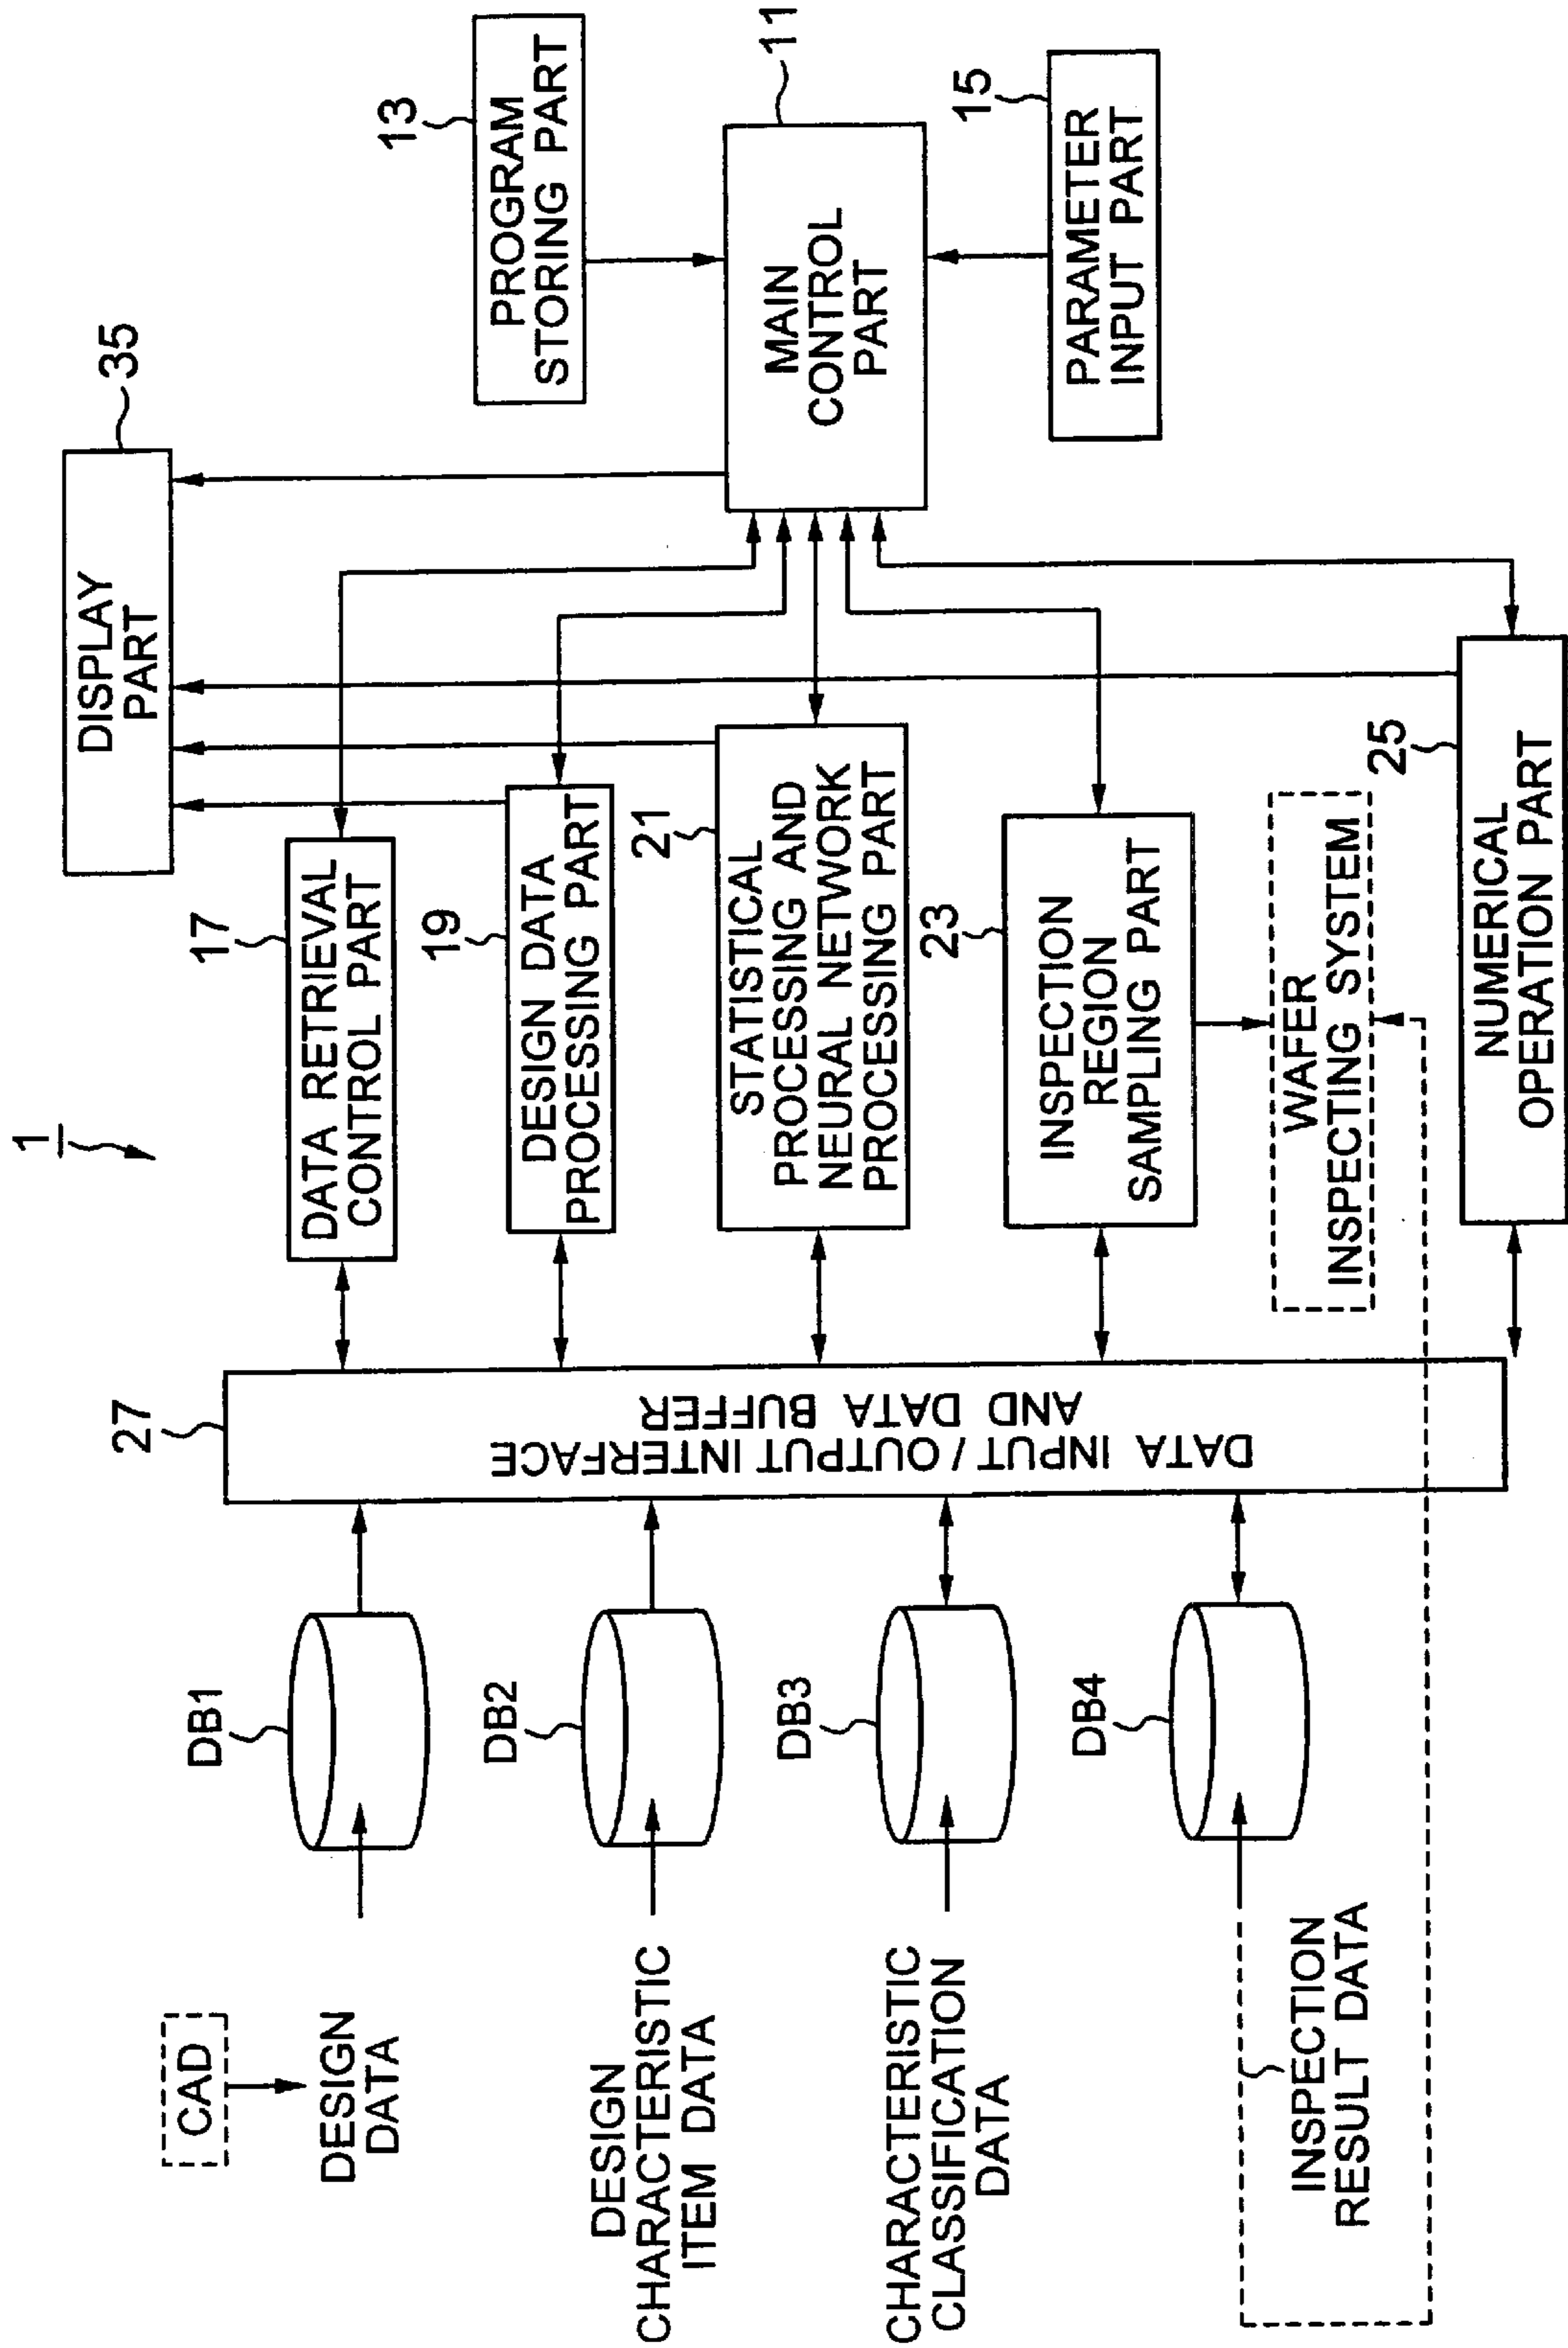 1
CAD
DESIGN
DATA
DESIGN
CHARACTERISTIC
ITEM DATA
CHARACTERISTIC
CLASSIFICATION
DATA
INSPECTION
RESULT DATA
DB1
DB2
DB3
DB4
27
DATA INPUT / OUTPUT INTERFACE
AND DATA BUFFER
17
DATA RETRIEVAL
CONTROL PART
19
DESIGN DATA
PROCESSING PART
21
STATISTICAL
PROCESSING AND
NEURAL NETWORK
PROCESSING PART
23
INSPECTION
REGION
SAMPLING PART
WAFER
INSPECTING SYSTEM
25
NUMERICAL
OPERATION PART
35
DISPLAY
PART
13
PROGRAM
STORING PART
11
MAIN
CONTROL
PART
15
PARAMETER
INPUT PART